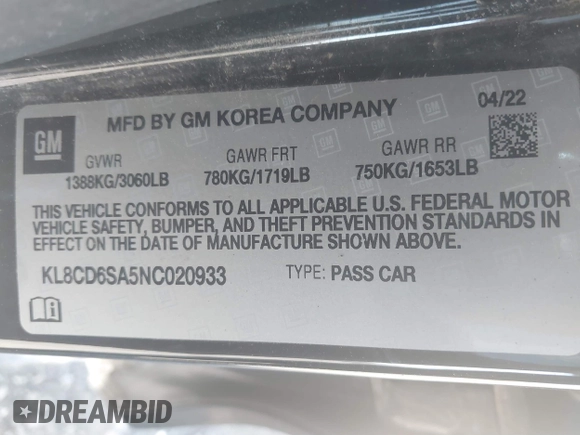 GM
MFD BY GM KOREA COMPANY
04/22
GVWR GAWR FRT GAWR RR
1388KG/3060LB 780KG/1719LB 750KG/1653LB
THIS VEHICLE CONFORMS TO ALL APPLICABLE U.S. FEDERAL MOTOR
VEHICLE SAFETY, BUMPER, AND THEFT PREVENTION STANDARDS IN
EFFECT ON THE DATE OF MANUFACTURE SHOWN ABOVE.
KL8CD6SA5NC020933 TYPE: PASS CAR
DREAMBID